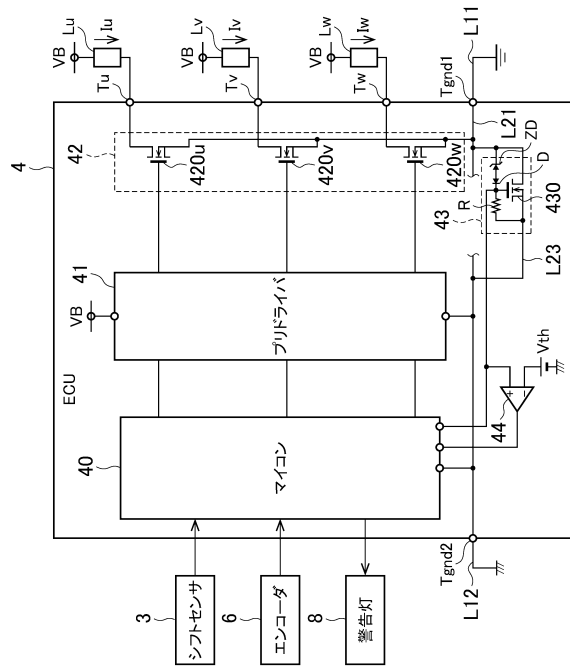 4
ECU
VB
Lu
Iu
Tu
VB
Lv
Iv
Tv
VB
Lw
Iw
Tw
42
420u
420v
420w
41
VB
プリドライバ
40
マイコン
3
シフトセンサ
6
エンコーダ
8
警告灯
44
Vth
43
R
D
ZD
430
L21
L23
Tgnd1
L11
Tgnd2
L12